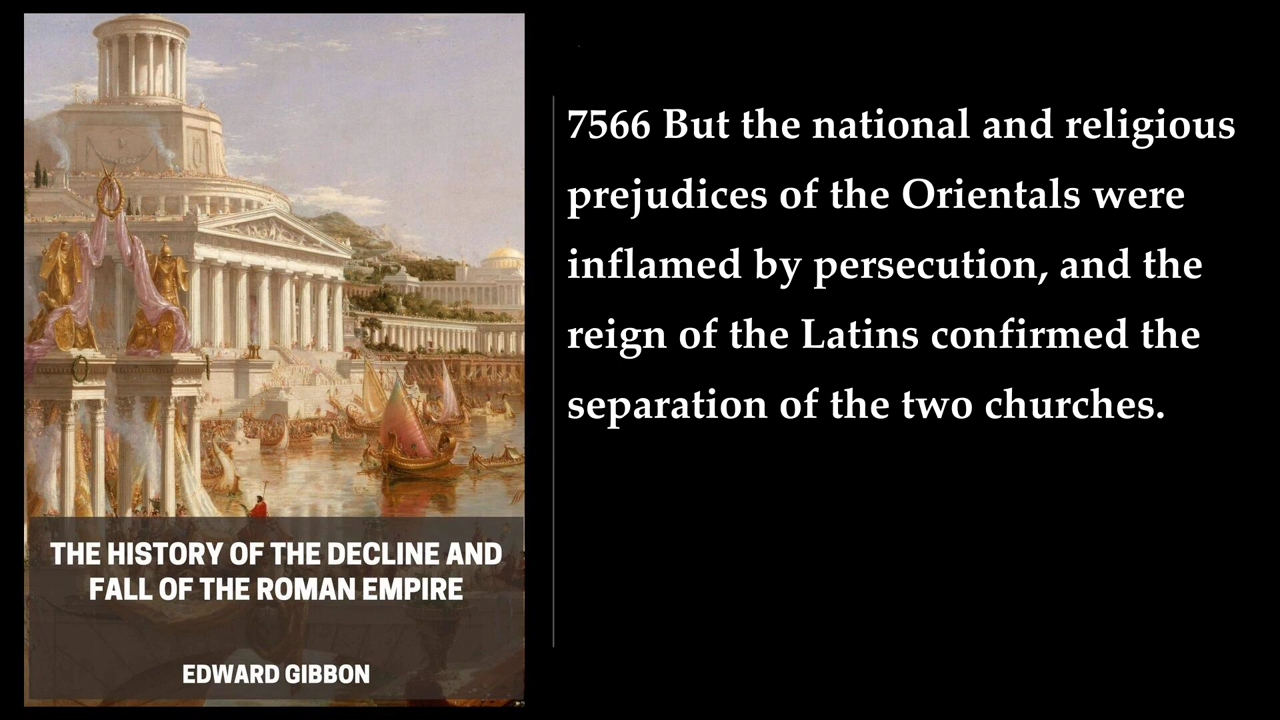 THE HISTORY OF THE DECLINE AND
FALL OF THE ROMAN EMPIRE
EDWARD GIBBON
7566 But the national and religious
prejudices of the Orientals were
inflamed by persecution, and the
reign of the Latins confirmed the
separation of the two churches.